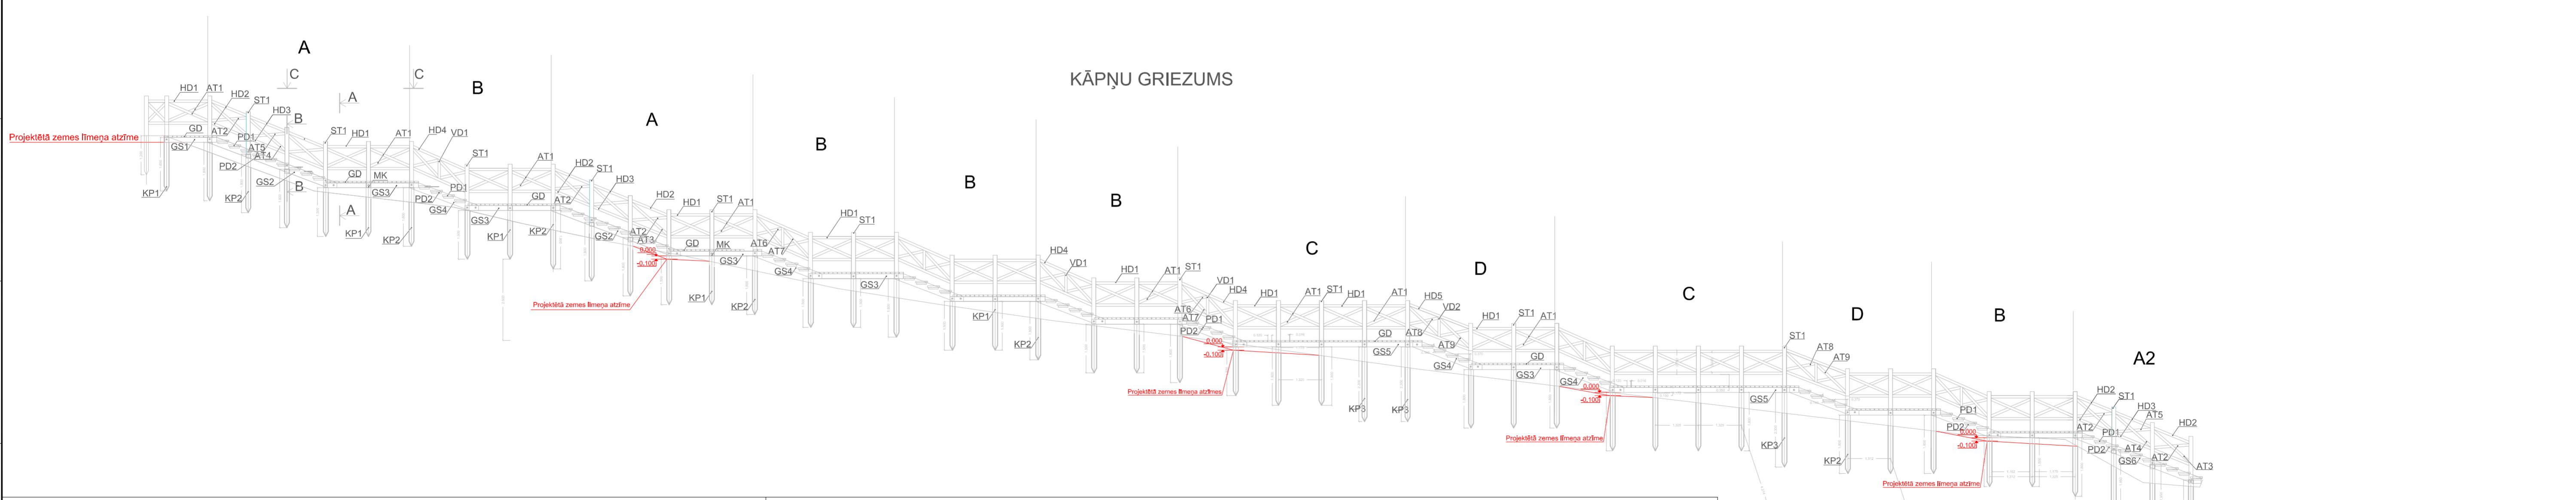 KĀPŅU GRIEZUMS
A
B
A
B
B
B
C
D
C
D
B
A2
C
C
A
A
B
B
HD1
AT1
HD2
ST1
HD3
GD
AT2
PD1
AT5
AT4
GS1
PD2
GS2
KP1
KP2
Projektētā zemes līmeņa atzīme
ST1
HD1
AT1
HD4
VD1
GD
MK
GS3
PD2
PD1
GS4
KP1
KP2
ST1
AT1
HD2
ST1
HD3
GD
AT2
GS3
GS2
KP1
KP2
HD2
HD1
ST1
AT1
AT2
AT3
GD
MK
GS3
AT6
AT7
GS4
KP1
KP2
0,000
-0,100
Projektētā zemes līmeņa atzīme
HD1
ST1
GS3
HD4
VD1
KP1
KP2
HD1
AT1
ST1
VD1
HD4
AT6
AT7
PD1
PD2
0,000
-0,100
Projektētā zemes līmeņa atzīmes
HD1
AT1
ST1
HD1
AT1
HD5
VD2
GD
GS5
AT8
AT9
GS4
KP3
KP3
HD1
ST1
AT1
GD
GS3
GS4
0,000
-0,100
Projektētā zemes līmeņa atzīme
ST1
AT8
AT9
GS5
KP3
KP2
PD1
PD2
0,000
-0,100
Projektētā zemes līmeņa atzīme
HD2
ST1
HD3
AT5
HD2
AT2
PD1
PD2
AT4
GS6
AT2
AT3